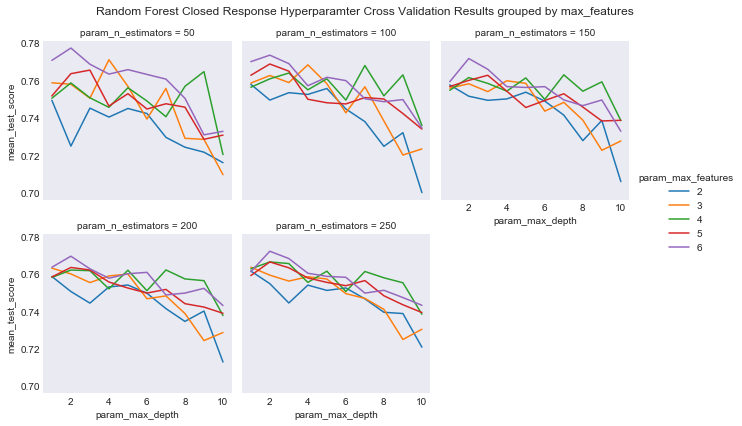 Random Forest Closed Response Hyperparamter Cross Validation Results grouped by max_features
param_n_estimators = 50
param_n_estimators = 100
param_n_estimators = 150
mean_test_score
0.78
0.76
0.74
0.72
0.70
2 4 6 8 10
param_max_depth
param_max_features
2
3
4
5
6
param_n_estimators = 200
param_n_estimators = 250
mean_test_score
0.78
0.76
0.74
0.72
0.70
2 4 6 8 10
param_max_depth
2 4 6 8 10
param_max_depth